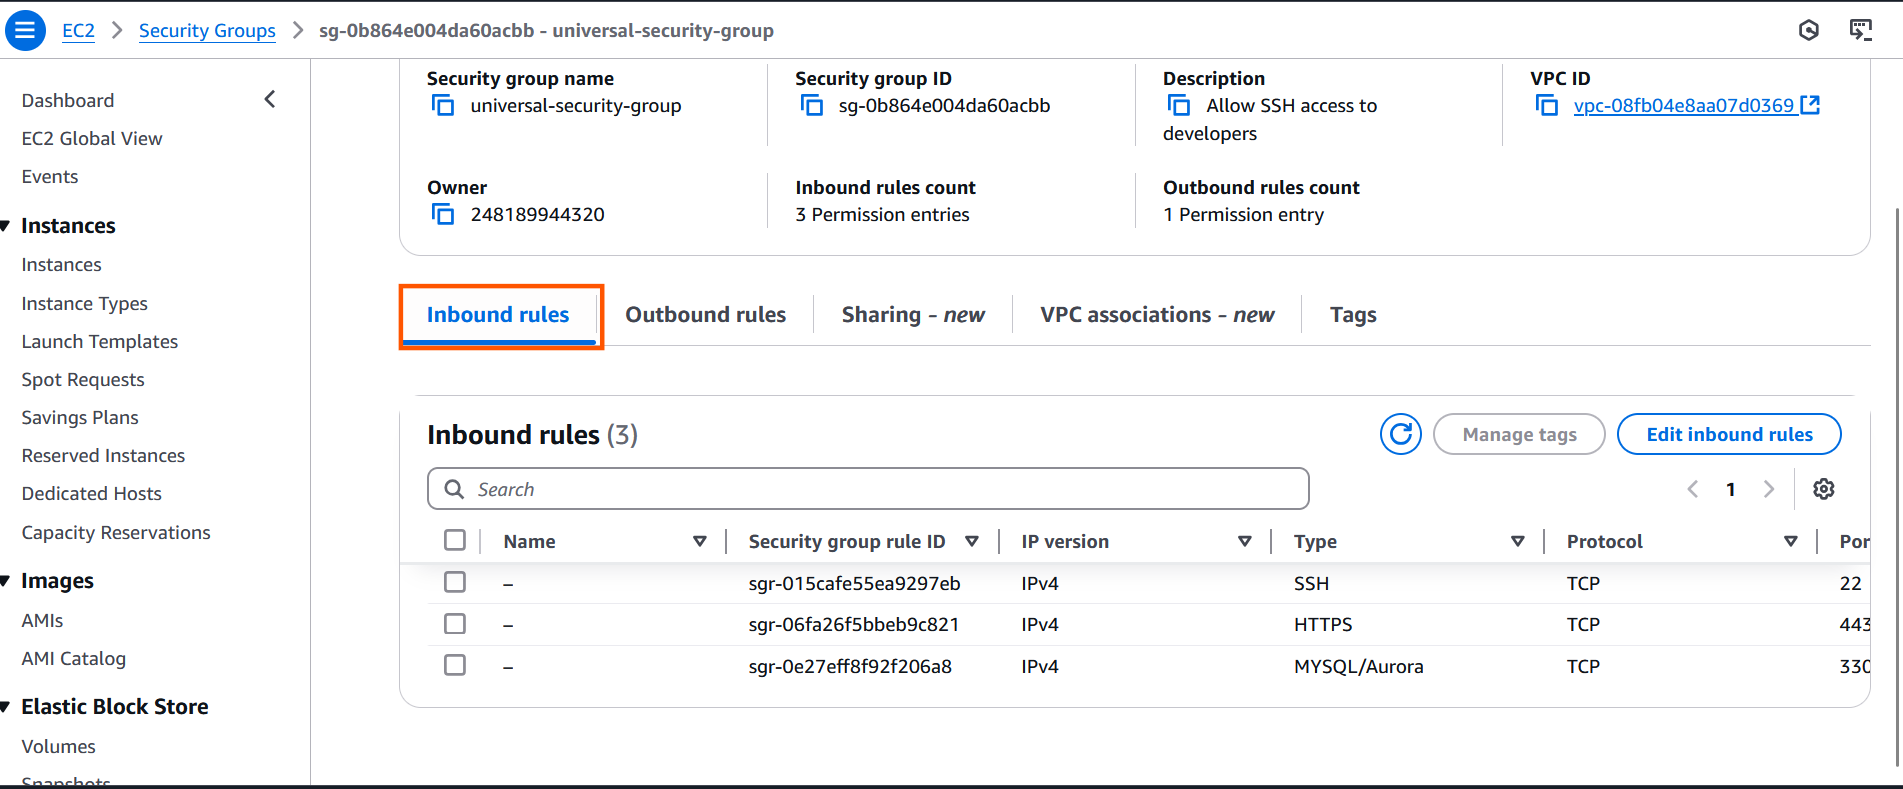 EC2 > Security Groups > sg-0b864e004da60acbb - universal-security-group
Dashboard
EC2 Global View
Events
Instances
Instances
Instance Types
Launch Templates
Spot Requests
Savings Plans
Reserved Instances
Dedicated Hosts
Capacity Reservations
Images
AMIs
AMI Catalog
Elastic Block Store
Volumes
Snapshots
Security group name
universal-security-group
Security group ID
sg-0b864e004da60acbb
Description
Allow SSH access to
developers
VPC ID
vpc-08fb04e8aa07d0369
Owner
248189944320
Inbound rules count
3 Permission entries
Outbound rules count
1 Permission entry
Inbound rules Outbound rules Sharing - new VPC associations - new Tags
Inbound rules (3) Manage tags Edit inbound rules
Search 1
Name Security group rule ID IP version Type Protocol Por
– sgr-015cafe55ea9297eb IPv4 SSH TCP 22
– sgr-06fa26f5bbeb9c821 IPv4 HTTPS TCP 443
– sgr-0e27eff8f92f206a8 IPv4 MYSQL/Aurora TCP 330